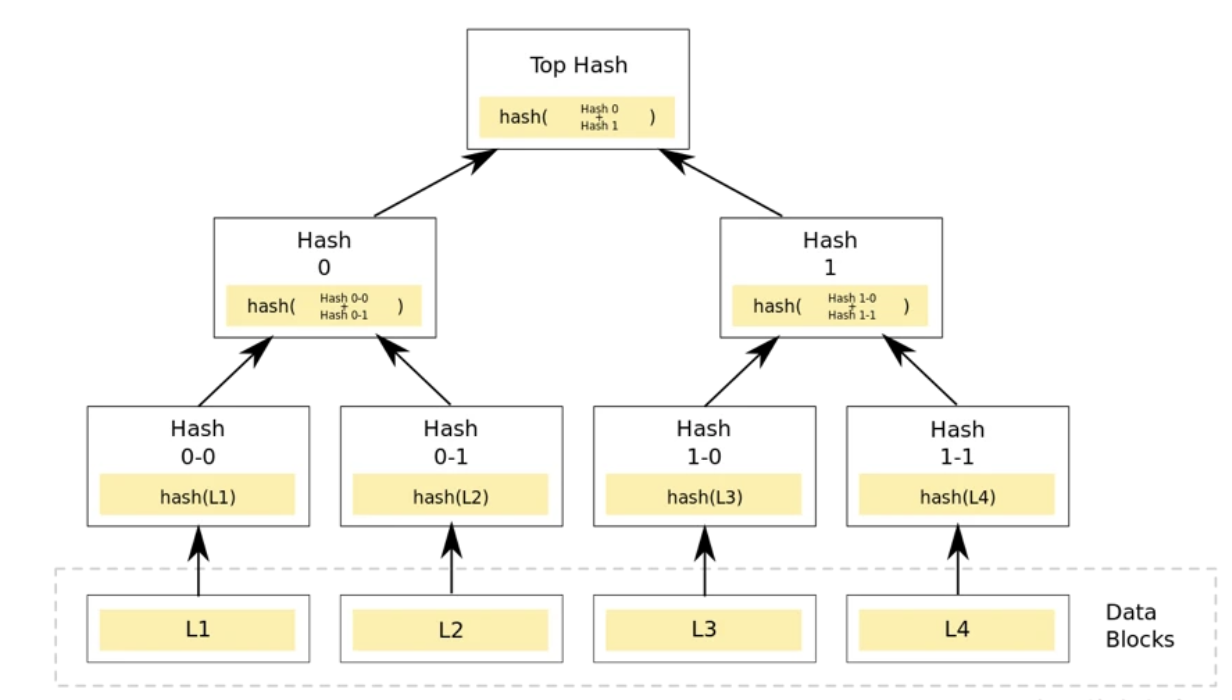 Top Hash
hash( Hash 0 + Hash 1 )
Hash
0
hash( Hash 0-0 + Hash 0-1 )
Hash
1
hash( Hash 1-0 + Hash 1-1 )
Hash
0-0
hash(L1)
Hash
0-1
hash(L2)
Hash
1-0
hash(L3)
Hash
1-1
hash(L4)
L1
L2
L3
L4
Data
Blocks